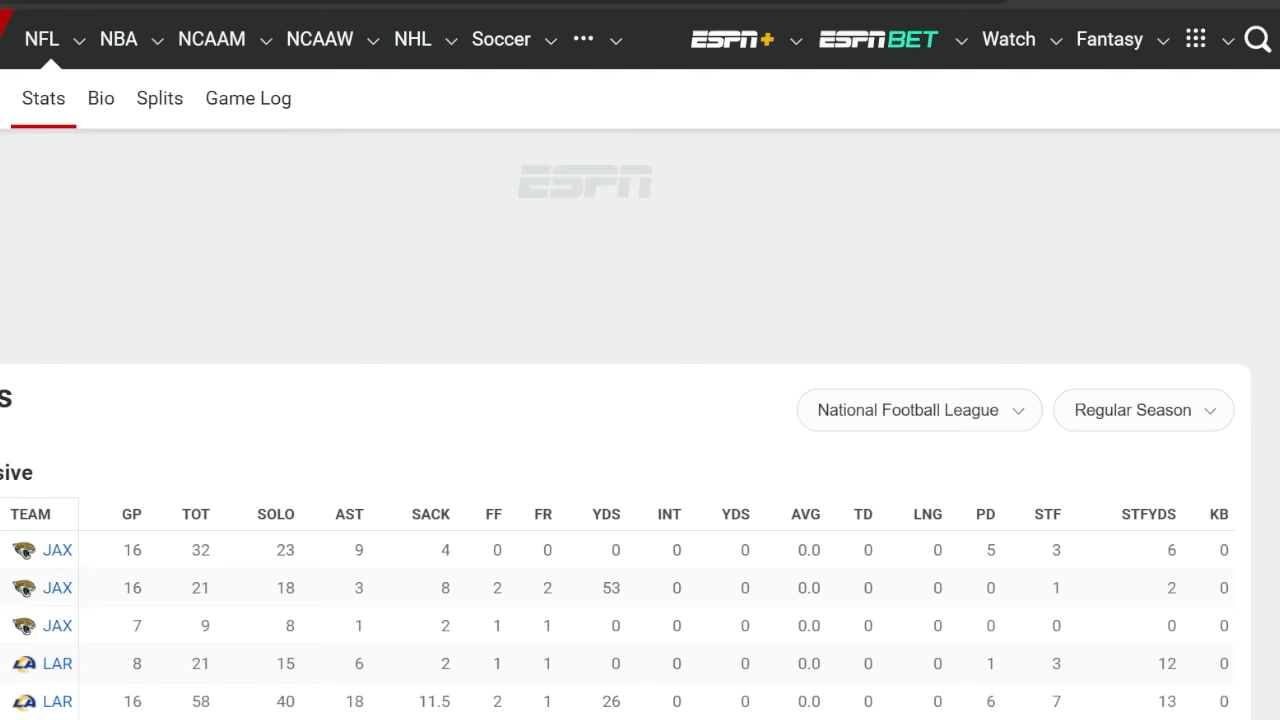 NFL NBA NCAAM NCAAW NHL Soccer ••• ESPN+ ESPN BET Watch Fantasy
Stats Bio Splits Game Log
ESPN
s
National Football League Regular Season
sive
TEAM GP TOT SOLO AST SACK FF FR YDS INT YDS AVG TD LNG PD STF STFYDS KB
JAX 16 32 23 9 4 0 0 0 0 0 0.0 0 0 5 3 6 0
JAX 16 21 18 3 8 2 2 53 0 0 0.0 0 0 0 1 2 0
JAX 7 9 8 1 2 1 1 0 0 0 0.0 0 0 0 0 0 0
LA LAR 8 21 15 6 2 1 1 0 0 0 0.0 0 0 1 3 12 0
LA LAR 16 58 40 18 11.5 2 1 26 0 0 0.0 0 0 6 7 13 0